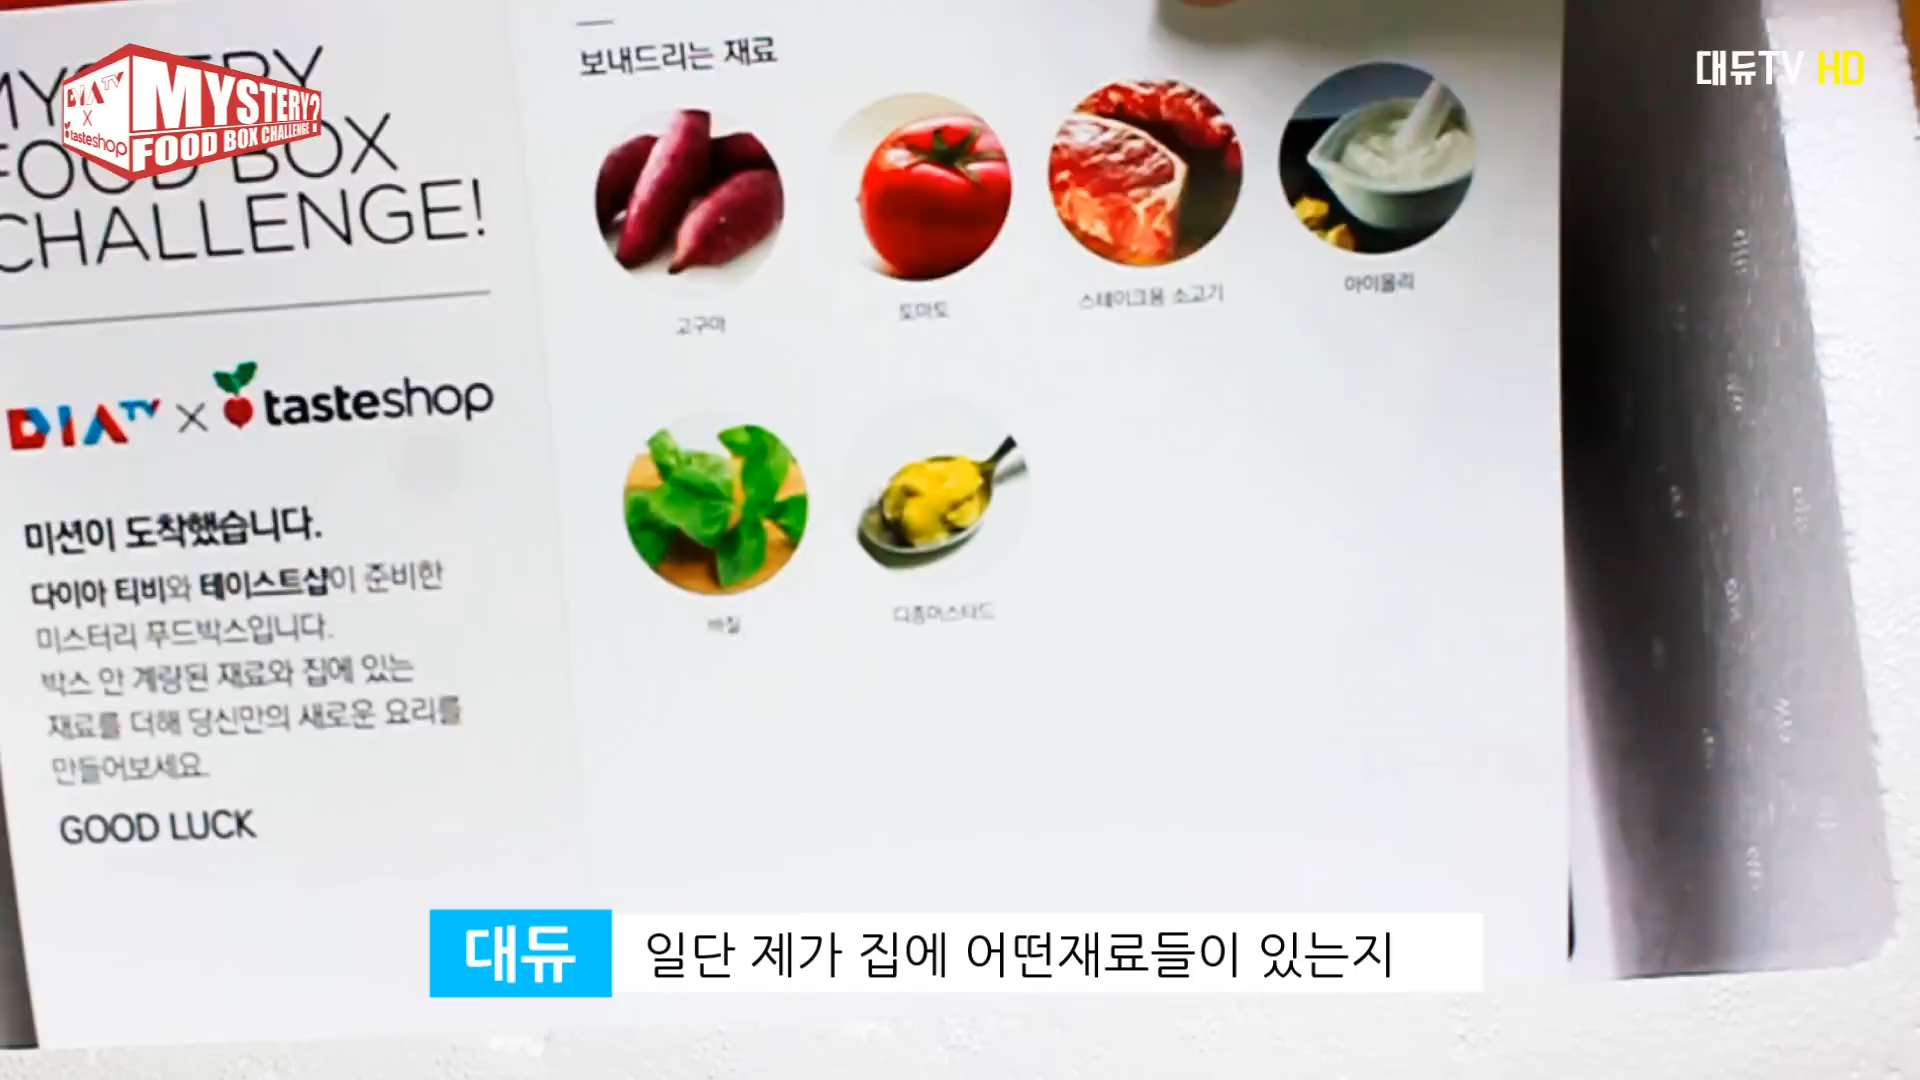 MYSTERY
FOOD BOX
CHALLENGE!
DIA TV
X
tasteshop
MYSTERY?
FOOD BOX CHALLENGE!
대듀TV HD
DIA TV X tasteshop
미션이 도착했습니다.
다이아 티비와 테이스트샵이 준비한
미스터리 푸드박스입니다.
박스 안 계량된 재료와 집에 있는
재료를 더해 당신만의 새로운 요리를
만들어보세요.
GOOD LUCK
보내드리는 재료
고구마
토마토
스테이크용 소고기
아이올리
바질
디종머스타드
대듀
일단 제가 집에 어떤재료들이 있는지